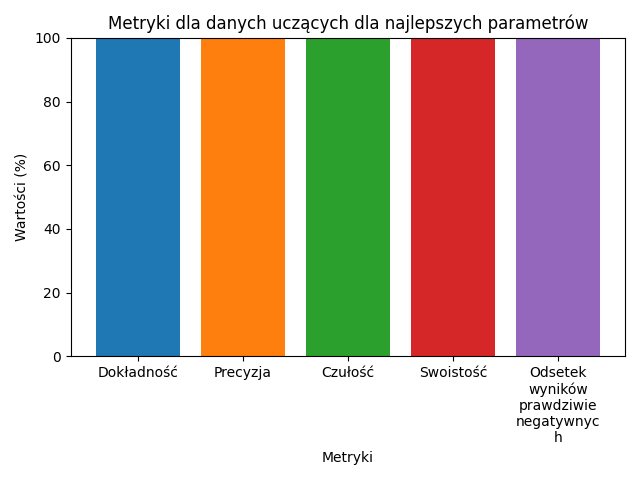 Metryki dla danych uczących dla najlepszych parametrów
100
80
60
40
20
0
Wartości (%)
Dokładność
Precyzja
Czułość
Swoistość
Odsetek
wyników
prawdziwie
negatywnyc
h
Metryki